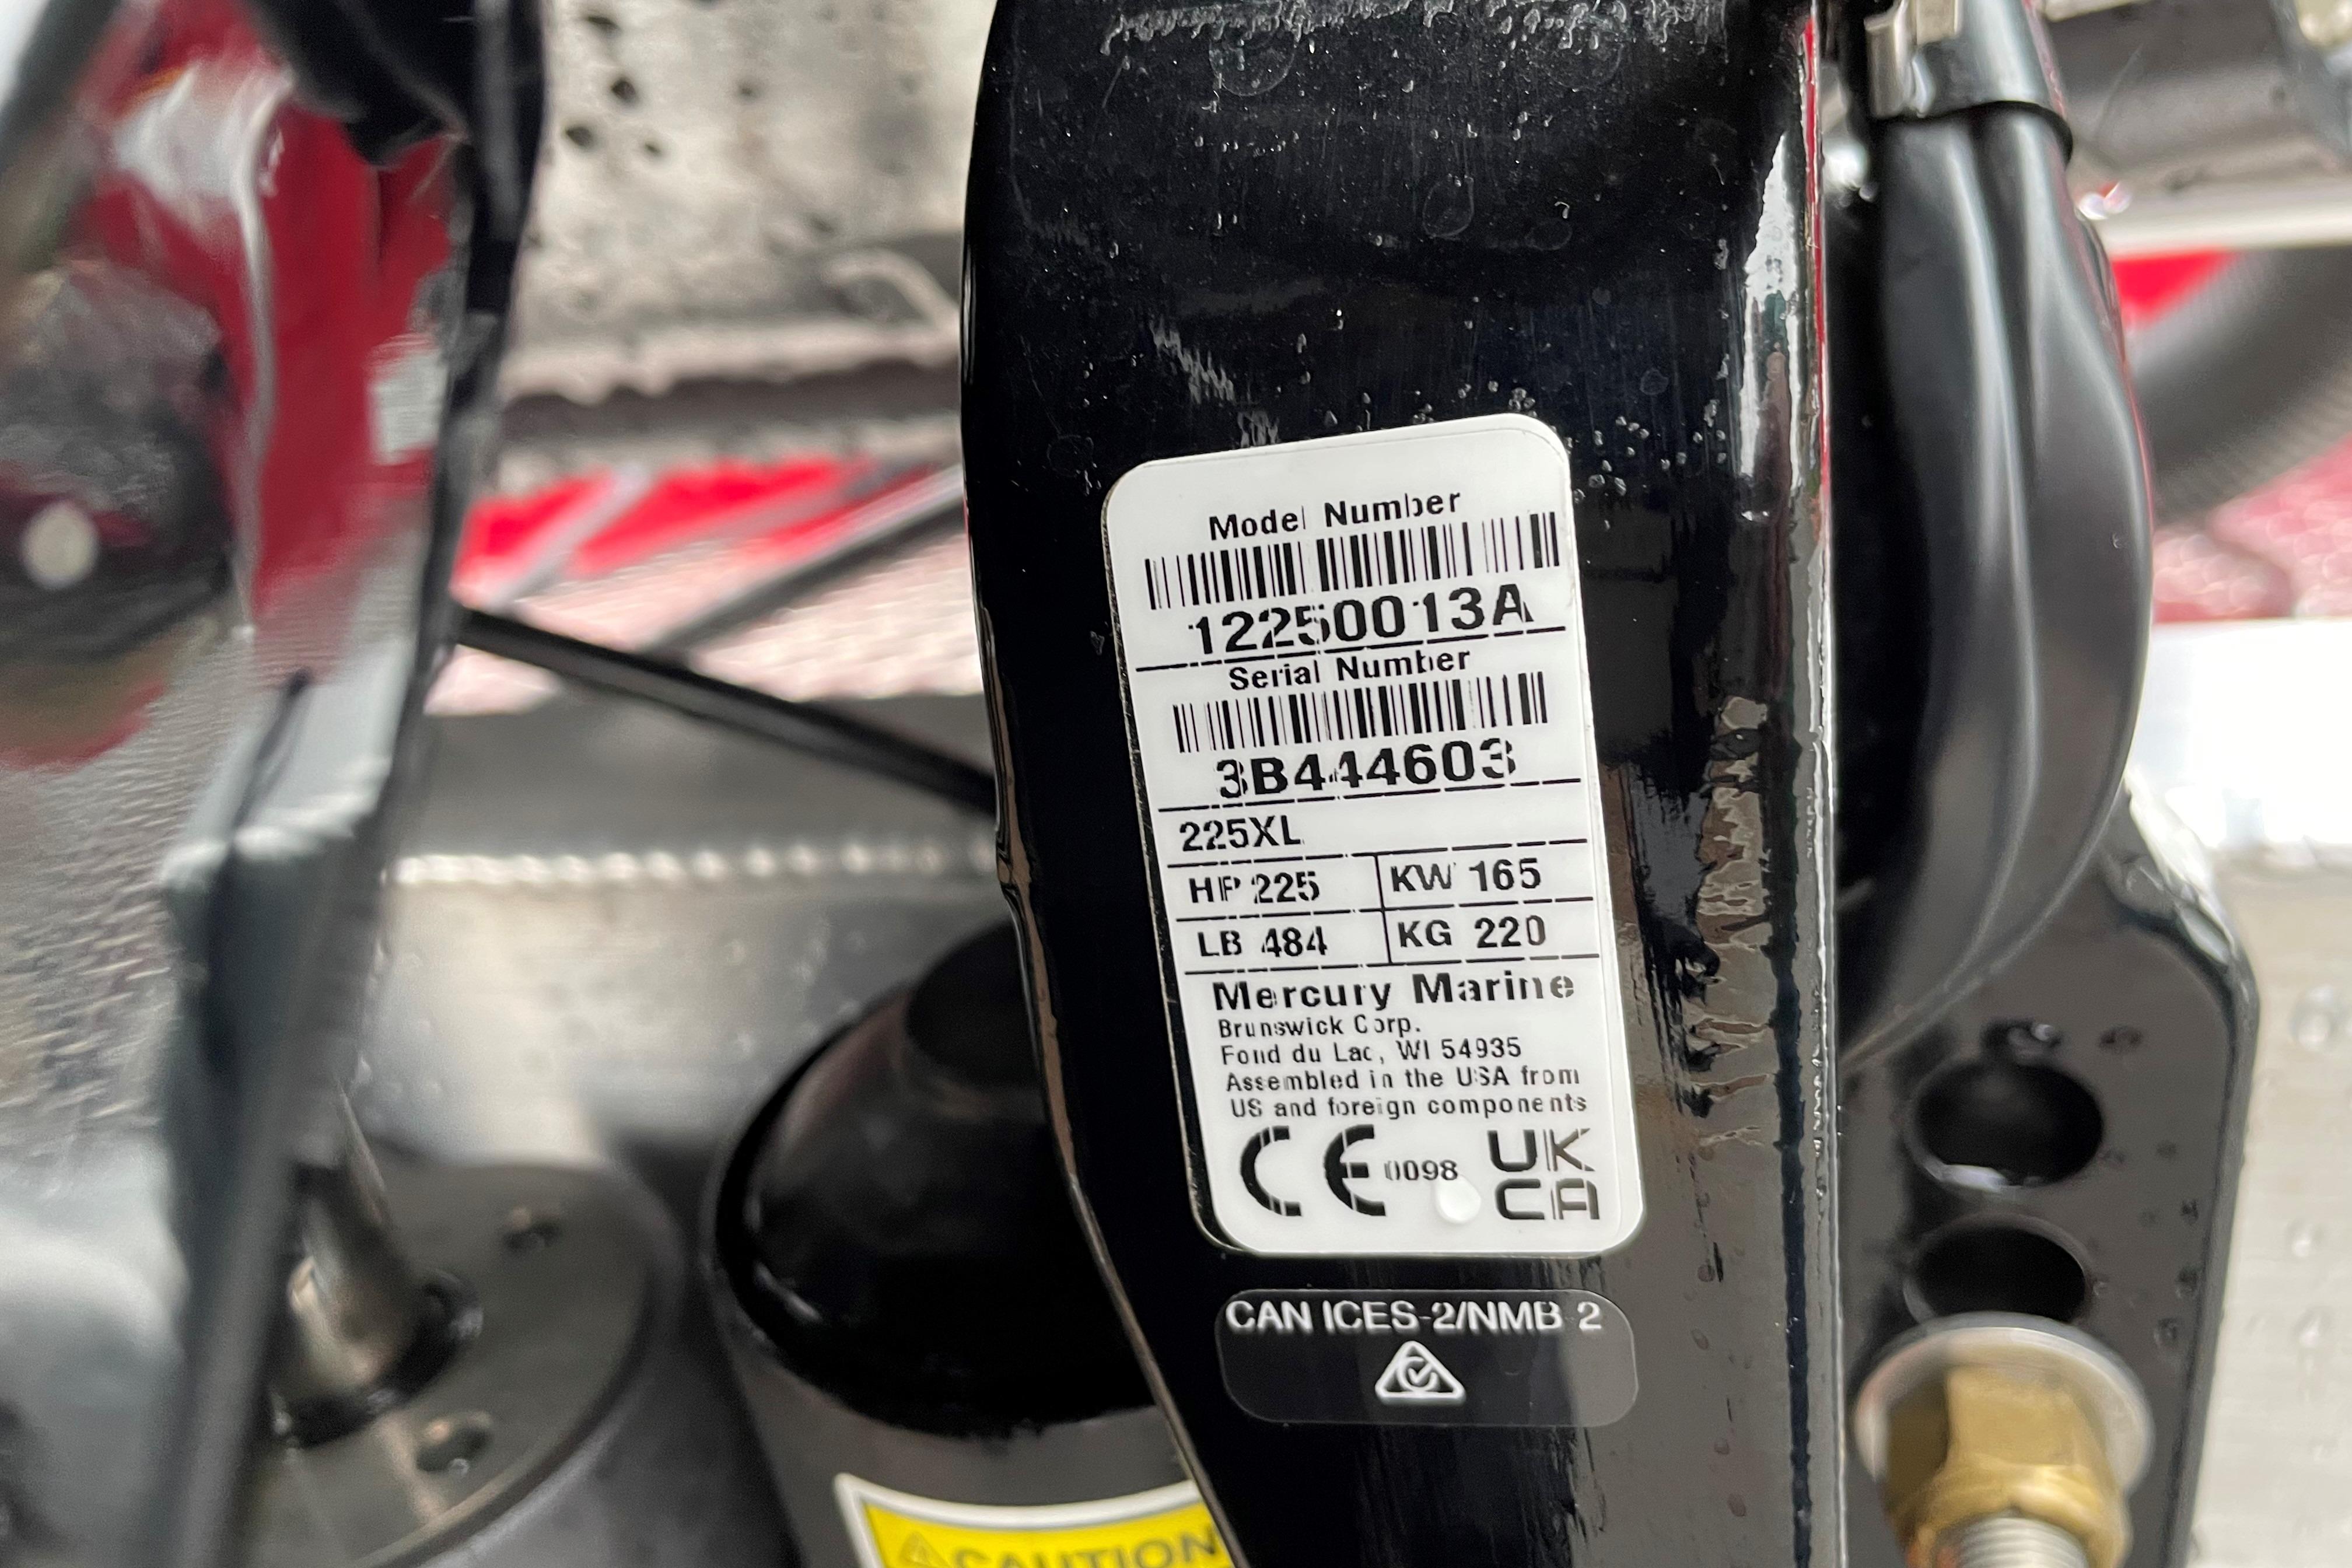 Model Number
12250013A
Serial Number
3B444603
225XL
HP 225 KW 165
LB 484 KG 220
Mercury Marine
Brunswick Corp.
Fond du Lac, WI 54935
Assembled in the USA from
US and foreign components
CE 0098 UK
CA
CAN ICES-2/NMB 2
CAUTION